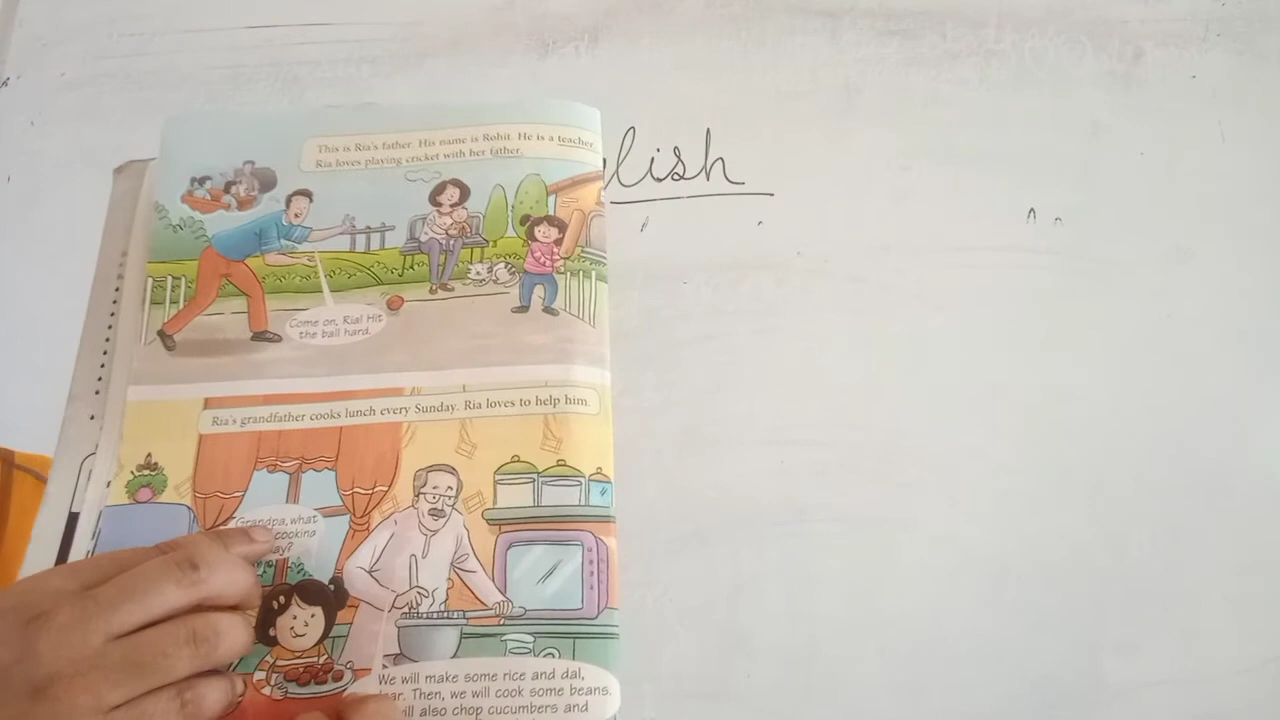 This is Ria's father. His name is Rohit. He is a teacher.
Ria loves playing cricket with her father.
lish
Come on, Ria! Hit
the ball hard.
Ria's grandfather cooks lunch every Sunday. Ria loves to help him.
Grandpa, what
cooking
We will make some rice and dal,
Then, we will cook some beans.
also chop cucumbers and